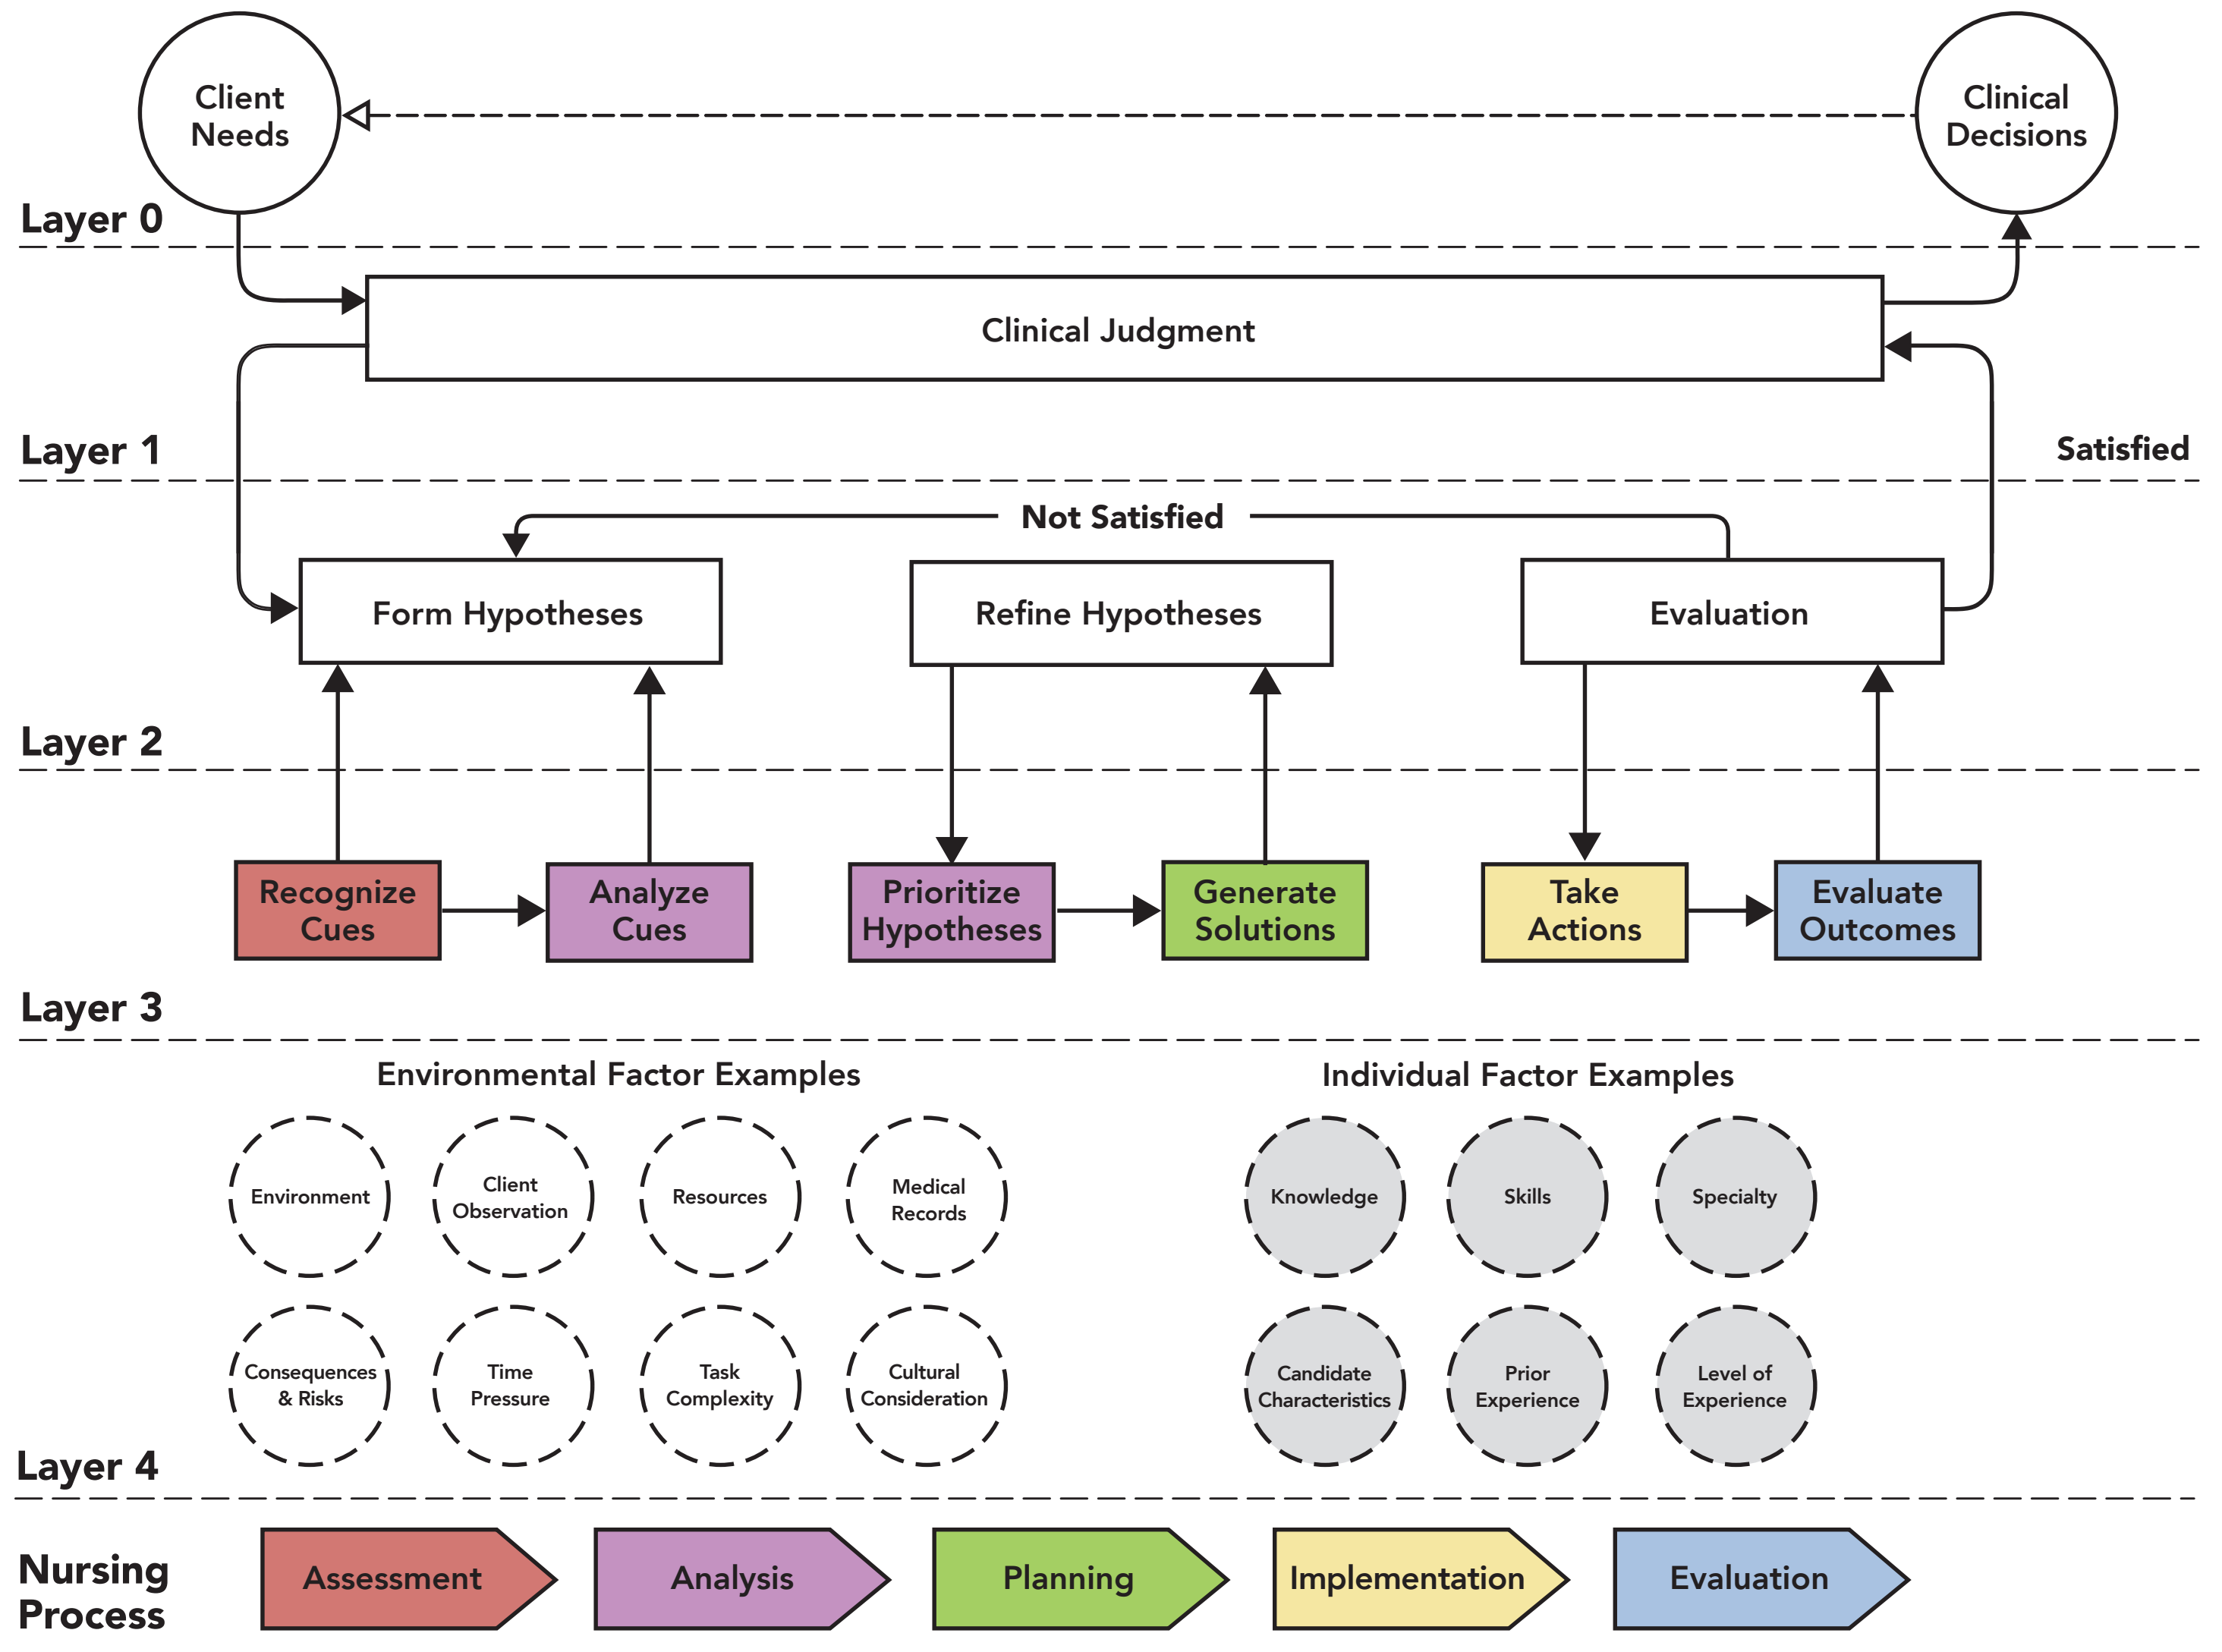 Client
Needs
Clinical
Decisions
Layer 0
Clinical Judgment
Layer 1
Satisfied
Not Satisfied
Form Hypotheses
Refine Hypotheses
Evaluation
Layer 2
Recognize
Cues
Analyze
Cues
Prioritize
Hypotheses
Generate
Solutions
Take
Actions
Evaluate
Outcomes
Layer 3
Environmental Factor Examples
Individual Factor Examples
Environment
Client
Observation
Resources
Medical
Records
Knowledge
Skills
Specialty
Consequences
& Risks
Time
Pressure
Task
Complexity
Cultural
Consideration
Candidate
Characteristics
Prior
Experience
Level of
Experience
Layer 4
Nursing
Process
Assessment
Analysis
Planning
Implementation
Evaluation